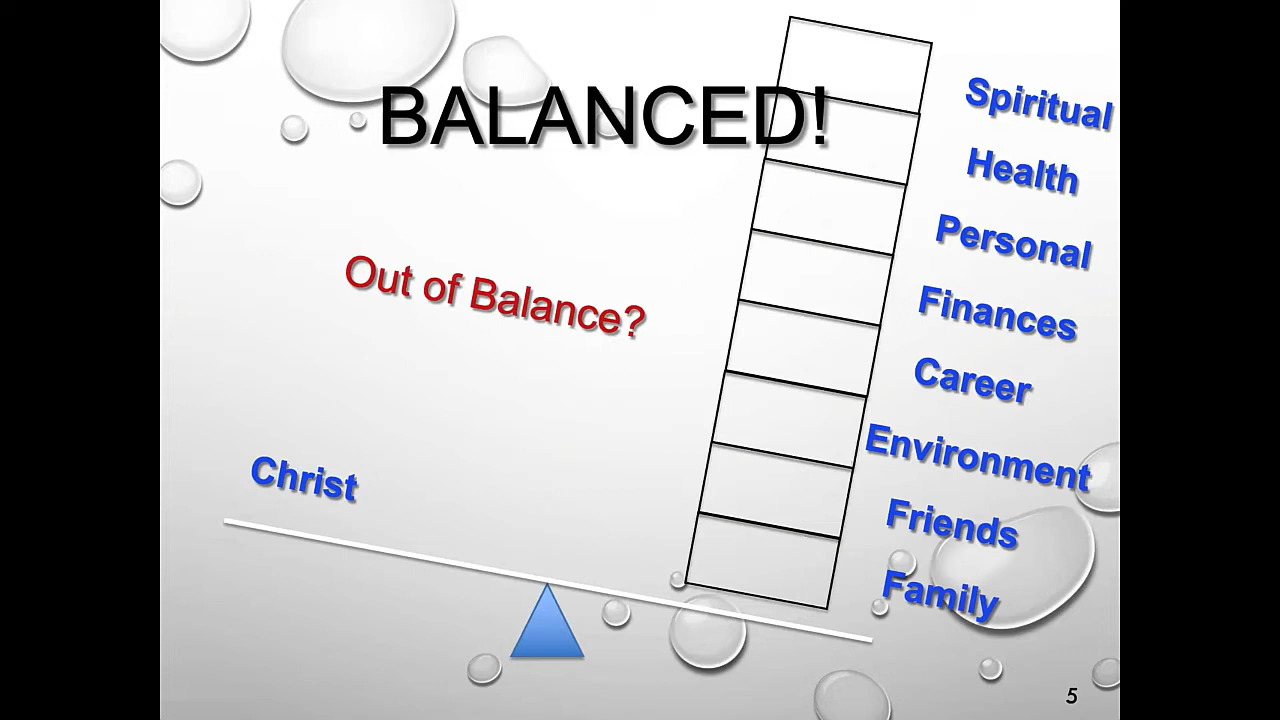 BALANCED!
Spiritual
Health
Personal
Out of Balance?
Finances
Career
Environment
Christ
Friends
Family
5